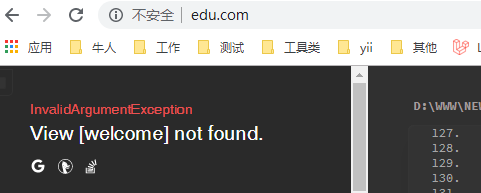 不安全 edu.com
应用 牛人 工作 测试 工具类 yii 其他
InvalidArgumentException
View [welcome] not found.
D:\WWW\NEW
127.
128.
129.
130.